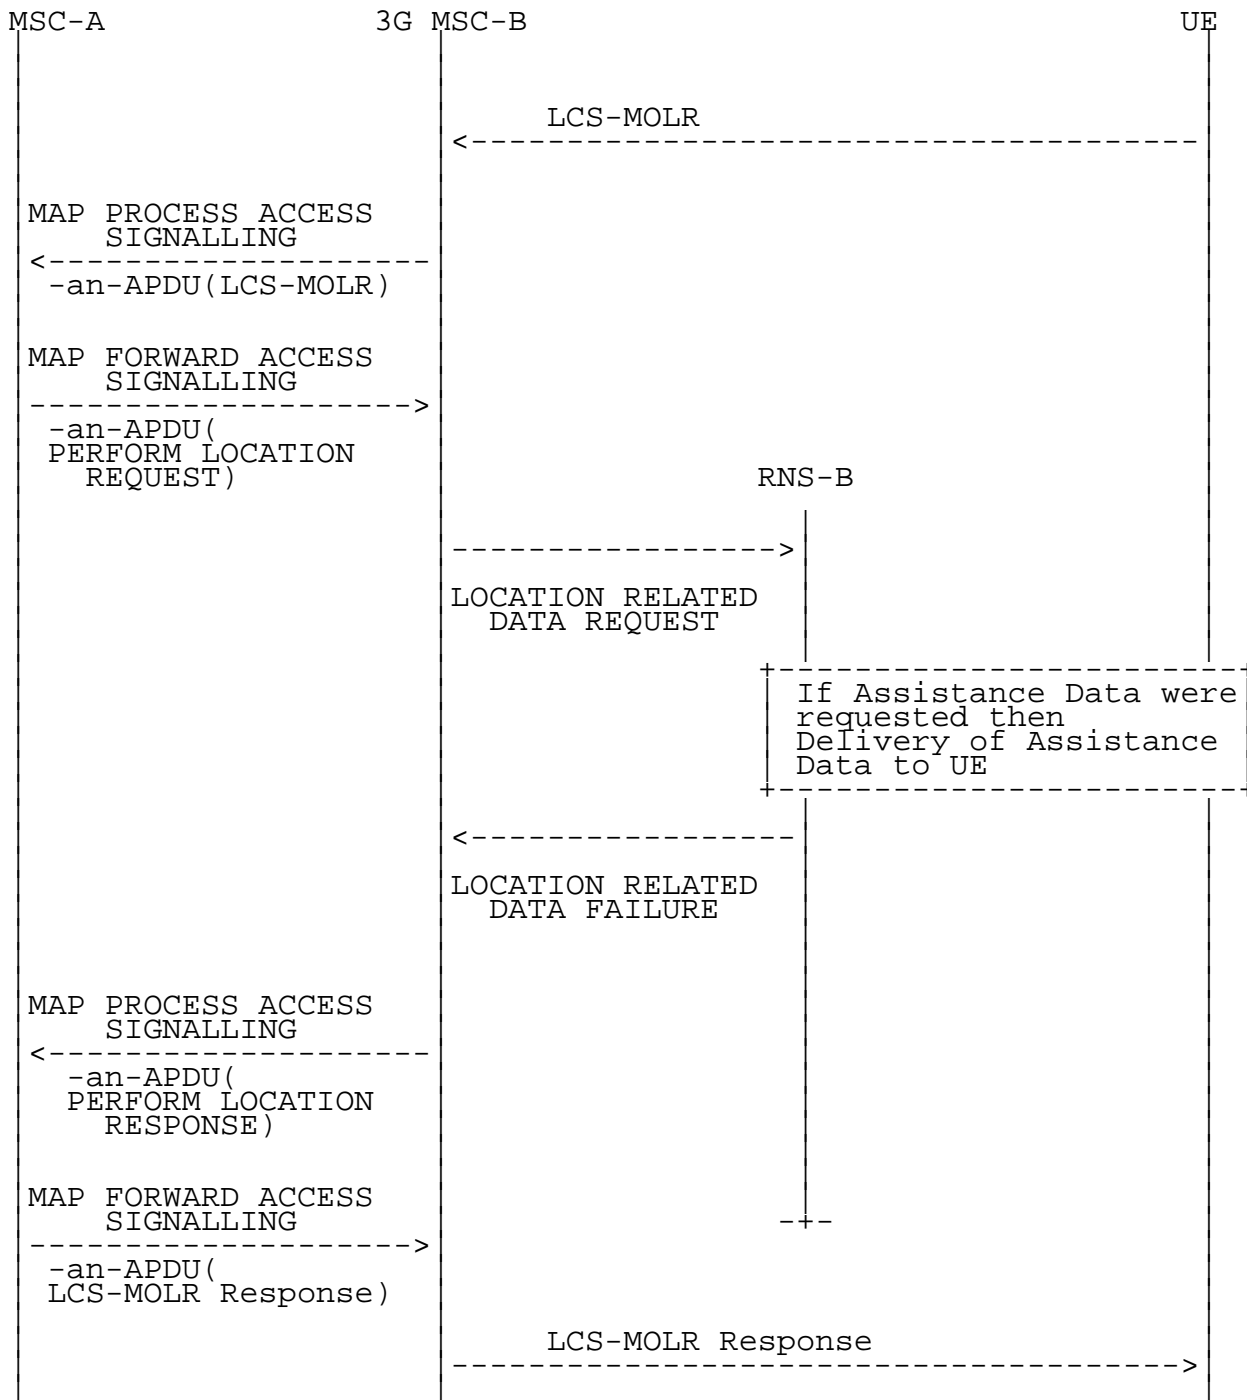 MSC-A 3G MSC-B UE
LCS-MOLR
MAP PROCESS ACCESS
SIGNALLING
-an-APDU(LCS-MOLR)
MAP FORWARD ACCESS
SIGNALLING
-an-APDU(
PERFORM LOCATION
REQUEST)
RNS-B
LOCATION RELATED
DATA REQUEST
If Assistance Data were
requested then
Delivery of Assistance
Data to UE
LOCATION RELATED
DATA FAILURE
MAP PROCESS ACCESS
SIGNALLING
-an-APDU(
PERFORM LOCATION
RESPONSE)
MAP FORWARD ACCESS
SIGNALLING
-an-APDU(
LCS-MOLR Response)
LCS-MOLR Response